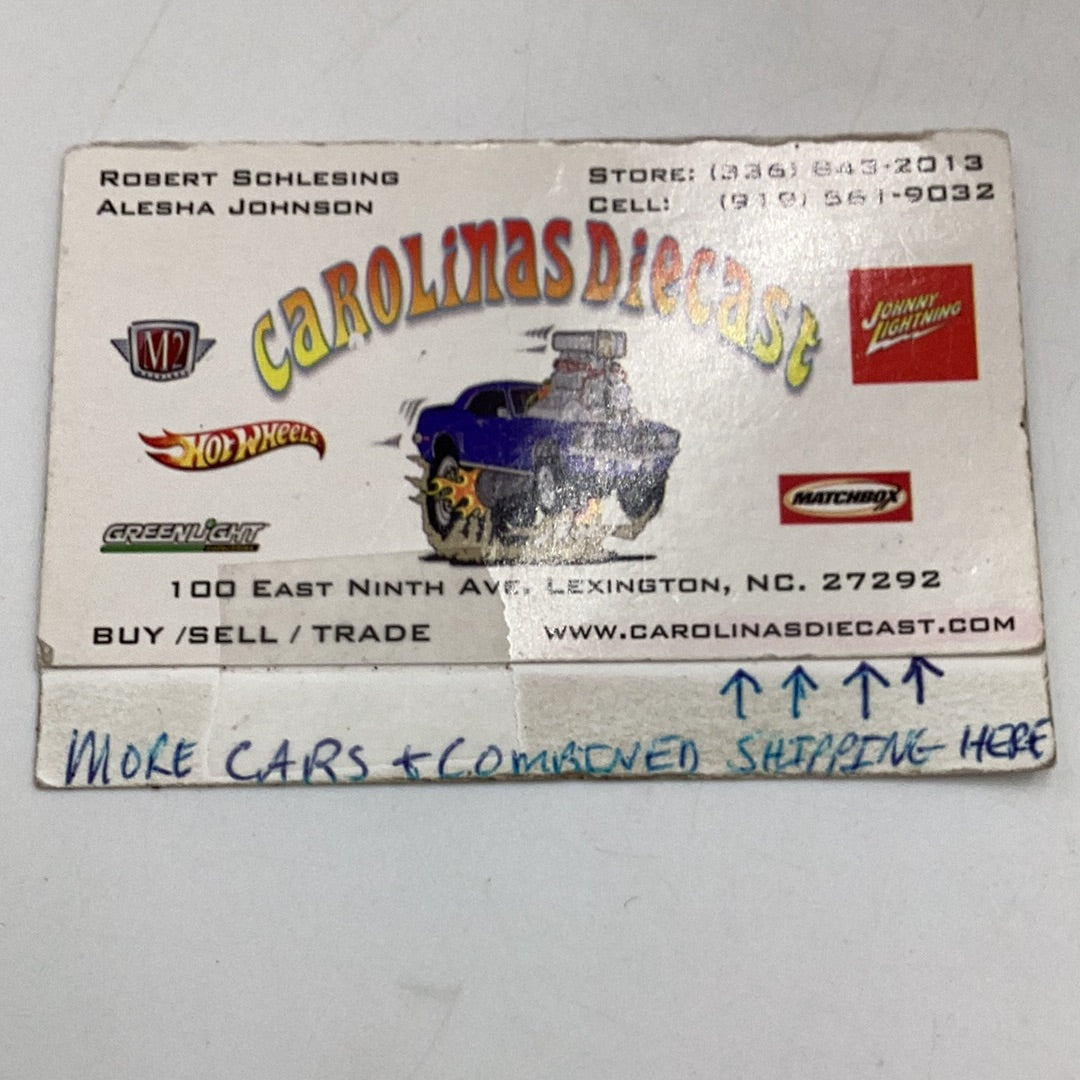 ROBERT SCHLESING
ALESHA JOHNSON
STORE: (336) 843-2013
CELL: (919) 561-9032
CAROLINAS DIECAST
M2
JOHNNY LIGHTNING
HOT WHEELS
MATCHBOX
GREENLIGHT
100 EAST NINTH AVE. LEXINGTON, NC. 27292
BUY /SELL / TRADE
WWW.CAROLINASDIECAST.COM
↑ ↑ ↑ ↑
MORE CARS + COMBINED SHIPPING HERE